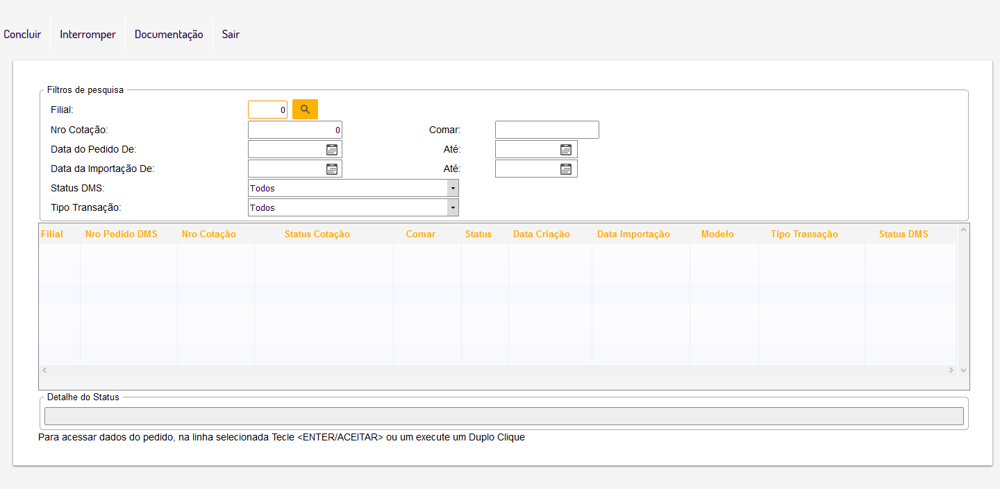 Concluir Interromper Documentação Sair
Filtros de pesquisa
Filial: 0
Nro Cotação: 0 Comar:
Data do Pedido De: Até:
Data da Importação De: Até:
Status DMS: Todos
Tipo Transação: Todos
Filial Nro Pedido DMS Nro Cotação Status Cotação Comar Status Data Criação Data Importação Modelo Tipo Transação Status DMS
Detalhe do Status
Para acessar dados do pedido, na linha selecionada Tecle <ENTER/ACEITAR> ou um execute um Duplo Clique